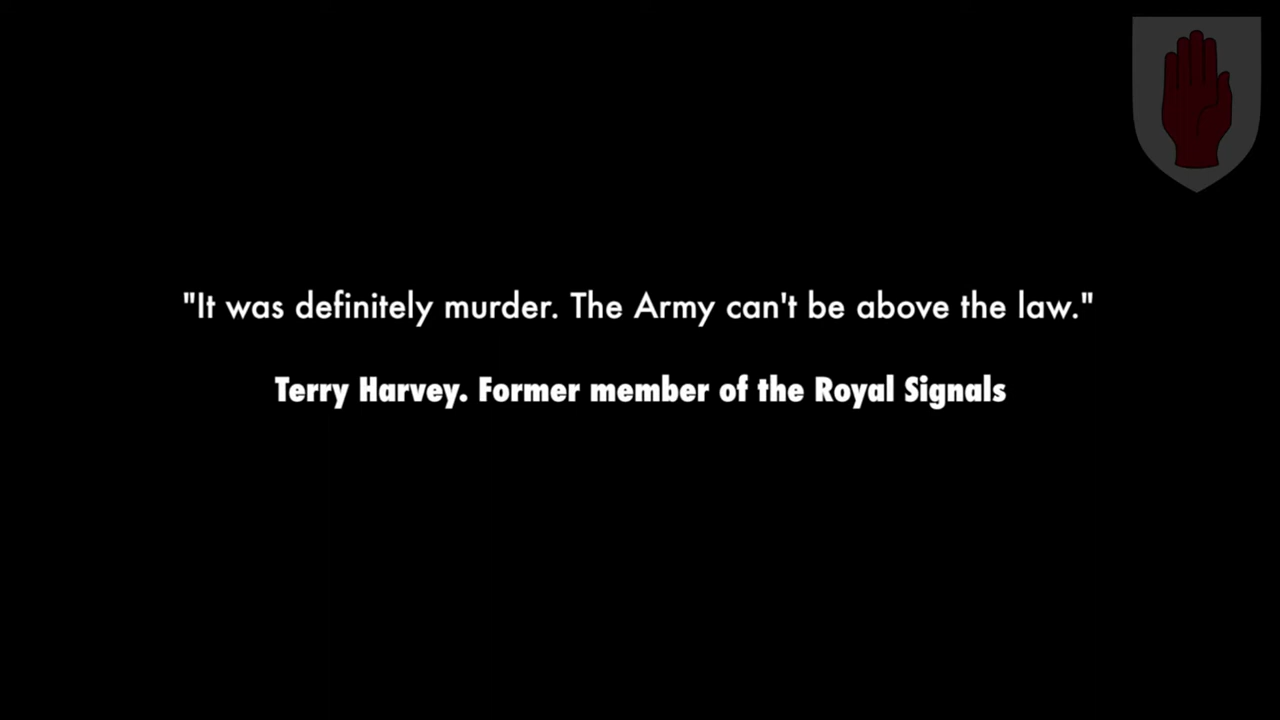 "It was definitely murder. The Army can't be above the law."
Terry Harvey. Former member of the Royal Signals